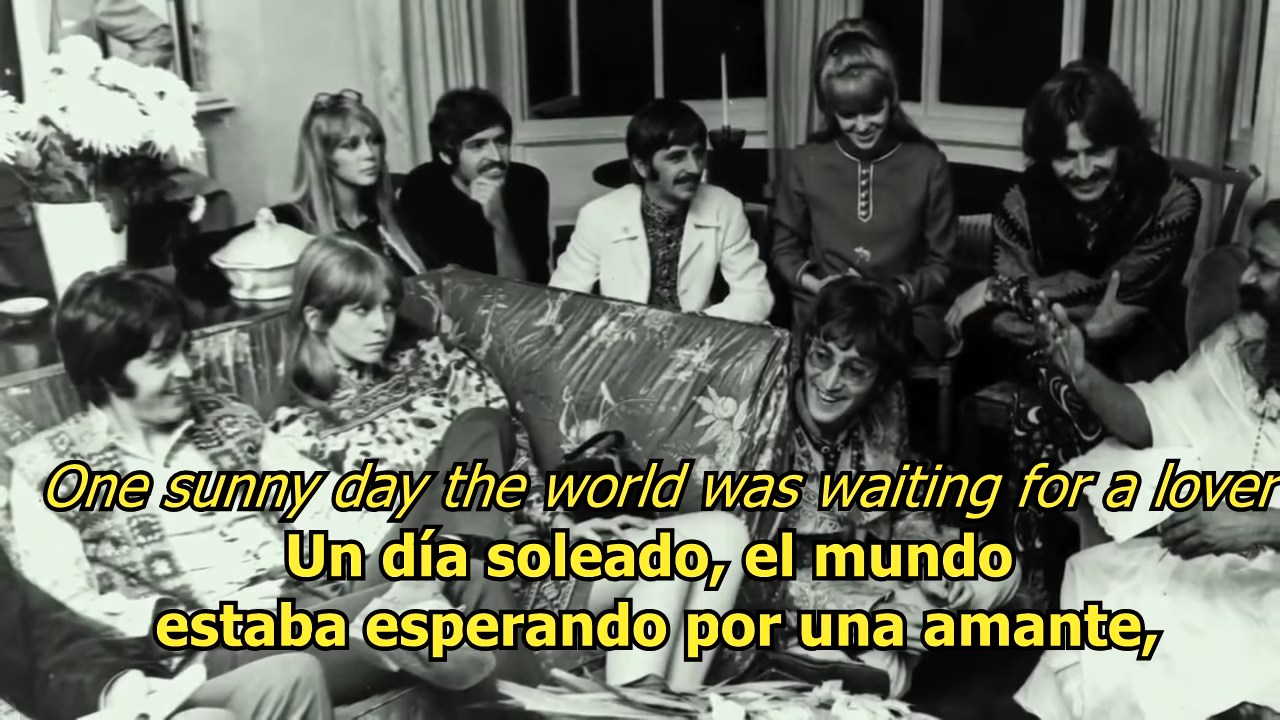 One sunny day the world was waiting for a lover
Un día soleado, el mundo
estaba esperando por una amante,